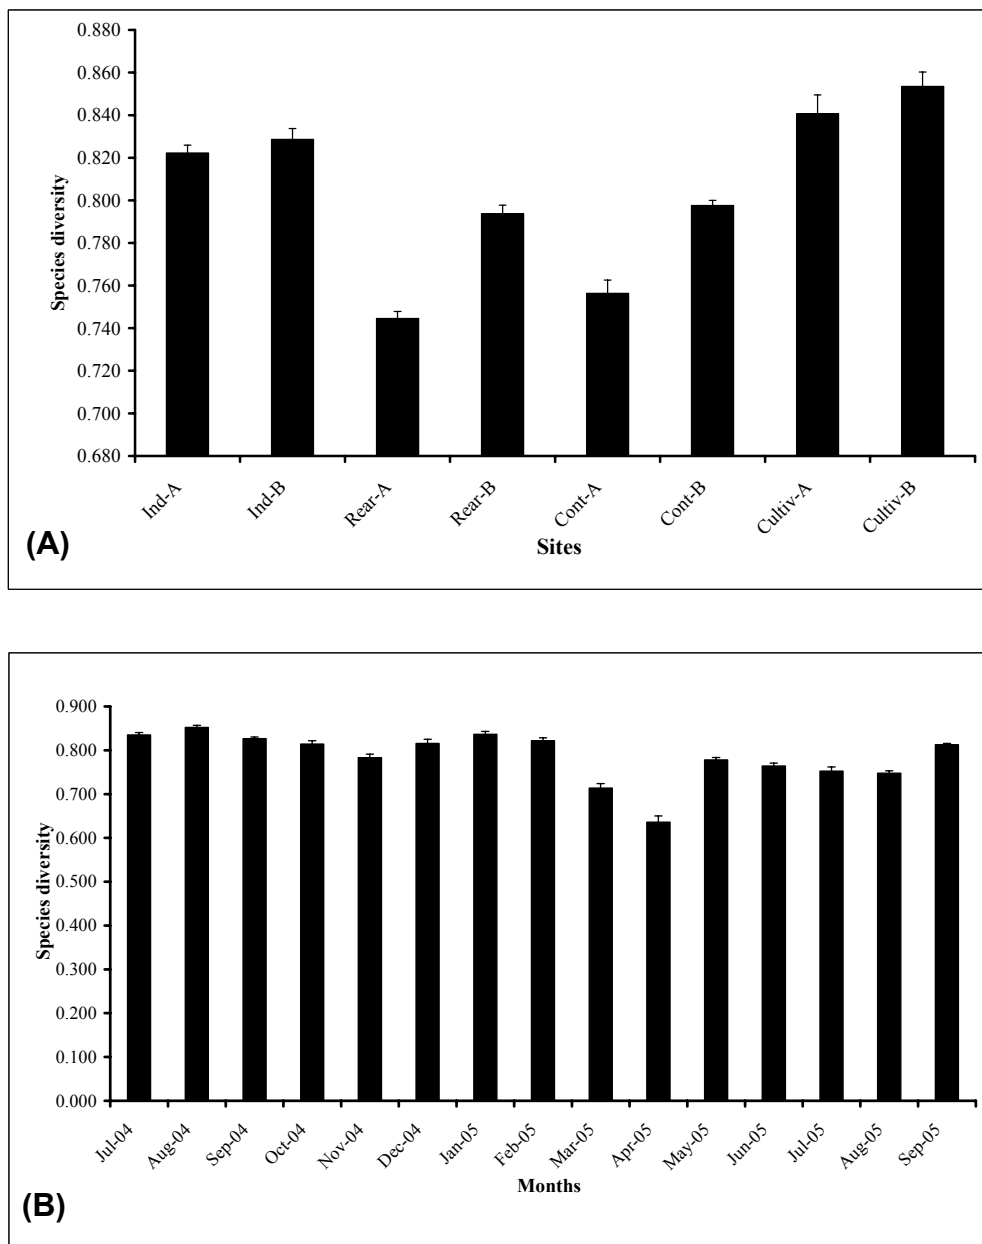 0.880
0.860
0.840
0.820
0.800
0.780
0.760
0.740
0.720
0.700
0.680
Species diversity
Ind-A
Ind-B
Rear-A
Rear-B
Cont-A
Cont-B
Cultiv-A
Cultiv-B
Sites
(A)
0.900
0.800
0.700
0.600
0.500
0.400
0.300
0.200
0.100
0.000
Species diversity
Jul-04
Aug-04
Sep-04
Oct-04
Nov-04
Dec-04
Jan-05
Feb-05
Mar-05
Apr-05
May-05
Jun-05
Jul-05
Aug-05
Sep-05
Months
(B)